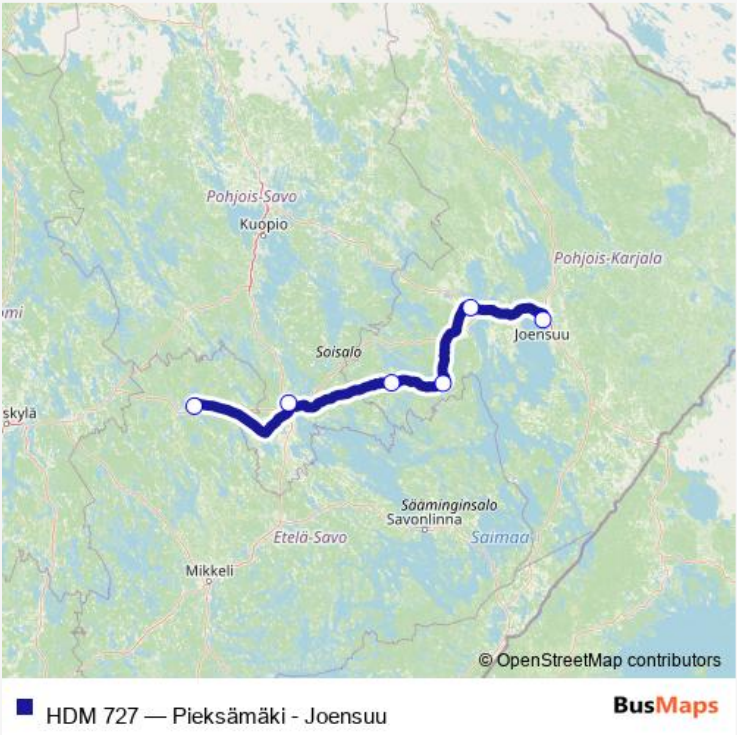 Pohjois-Savo
Kuopio
Pohjois-Karjala
mi
Joensuu
Soisalo
skylä
Sääminginsalo
Savonlinna
Etelä-Savo
Saimaa
Mikkeli
© OpenStreetMap contributors
HDM 727 — Pieksämäki - Joensuu
BusMaps